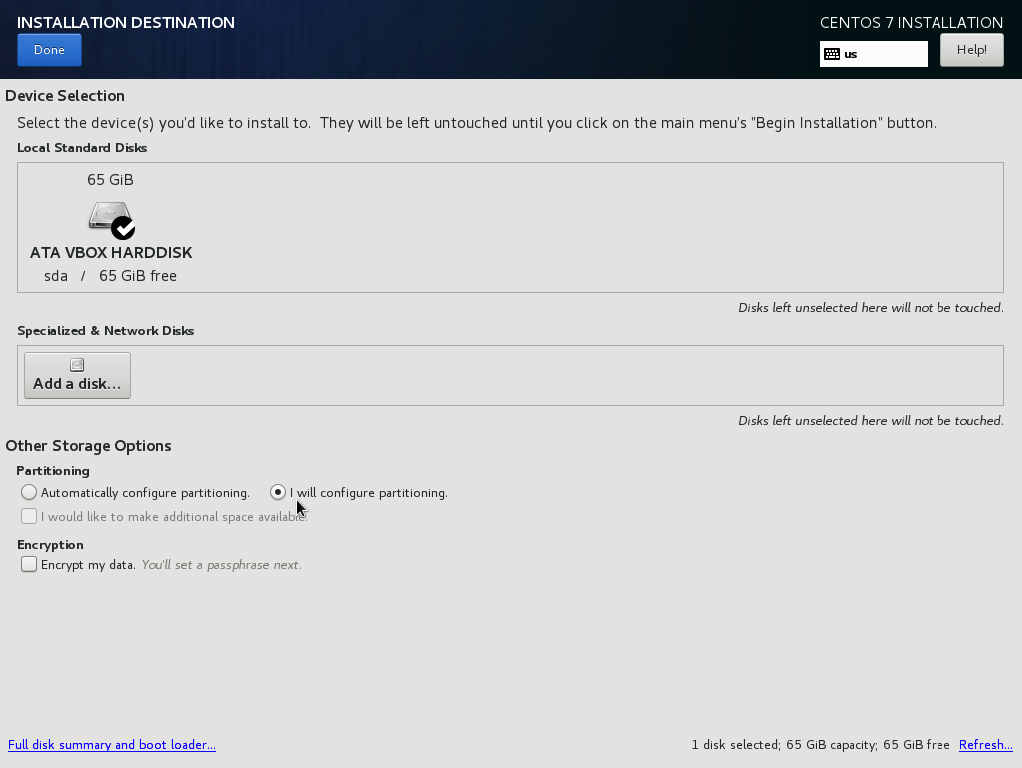 INSTALLATION DESTINATION
CENTOS 7 INSTALLATION
Done
us
Help!
Device Selection
Select the device(s) you'd like to install to.  They will be left untouched until you click on the main menu's "Begin Installation" button.
Local Standard Disks
65 GiB
ATA VBOX HARDDISK
sda / 65 GiB free
Disks left unselected here will not be touched.
Specialized & Network Disks
Add a disk...
Disks left unselected here will not be touched.
Other Storage Options
Partitioning
Automatically configure partitioning. I will configure partitioning.
I would like to make additional space available.
Encryption
Encrypt my data. You'll set a passphrase next.
Full disk summary and boot loader... 1 disk selected; 65 GiB capacity; 65 GiB free Refresh...